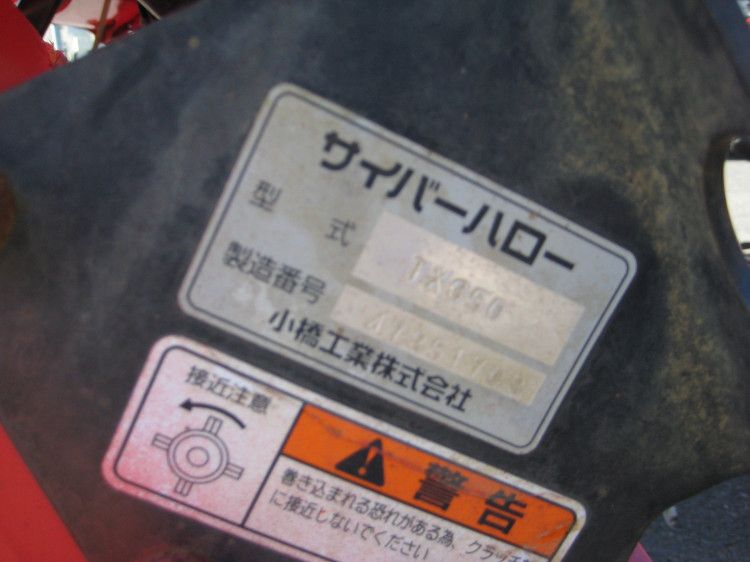 サイバーハロー
型式
製造番号
小橋工業株式会社
接近注意
警告
巻き込まれる恐れがある為、クラッチ
に接近しないでください